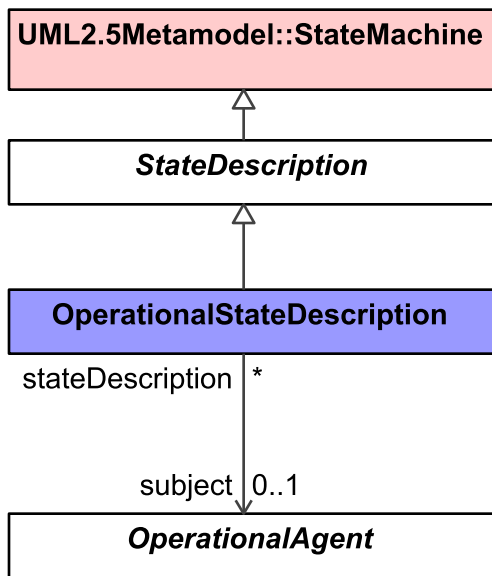 UML2.5Metamodel::StateMachine
StateDescription
OperationalStateDescription
stateDescription *
subject 0..1
OperationalAgent